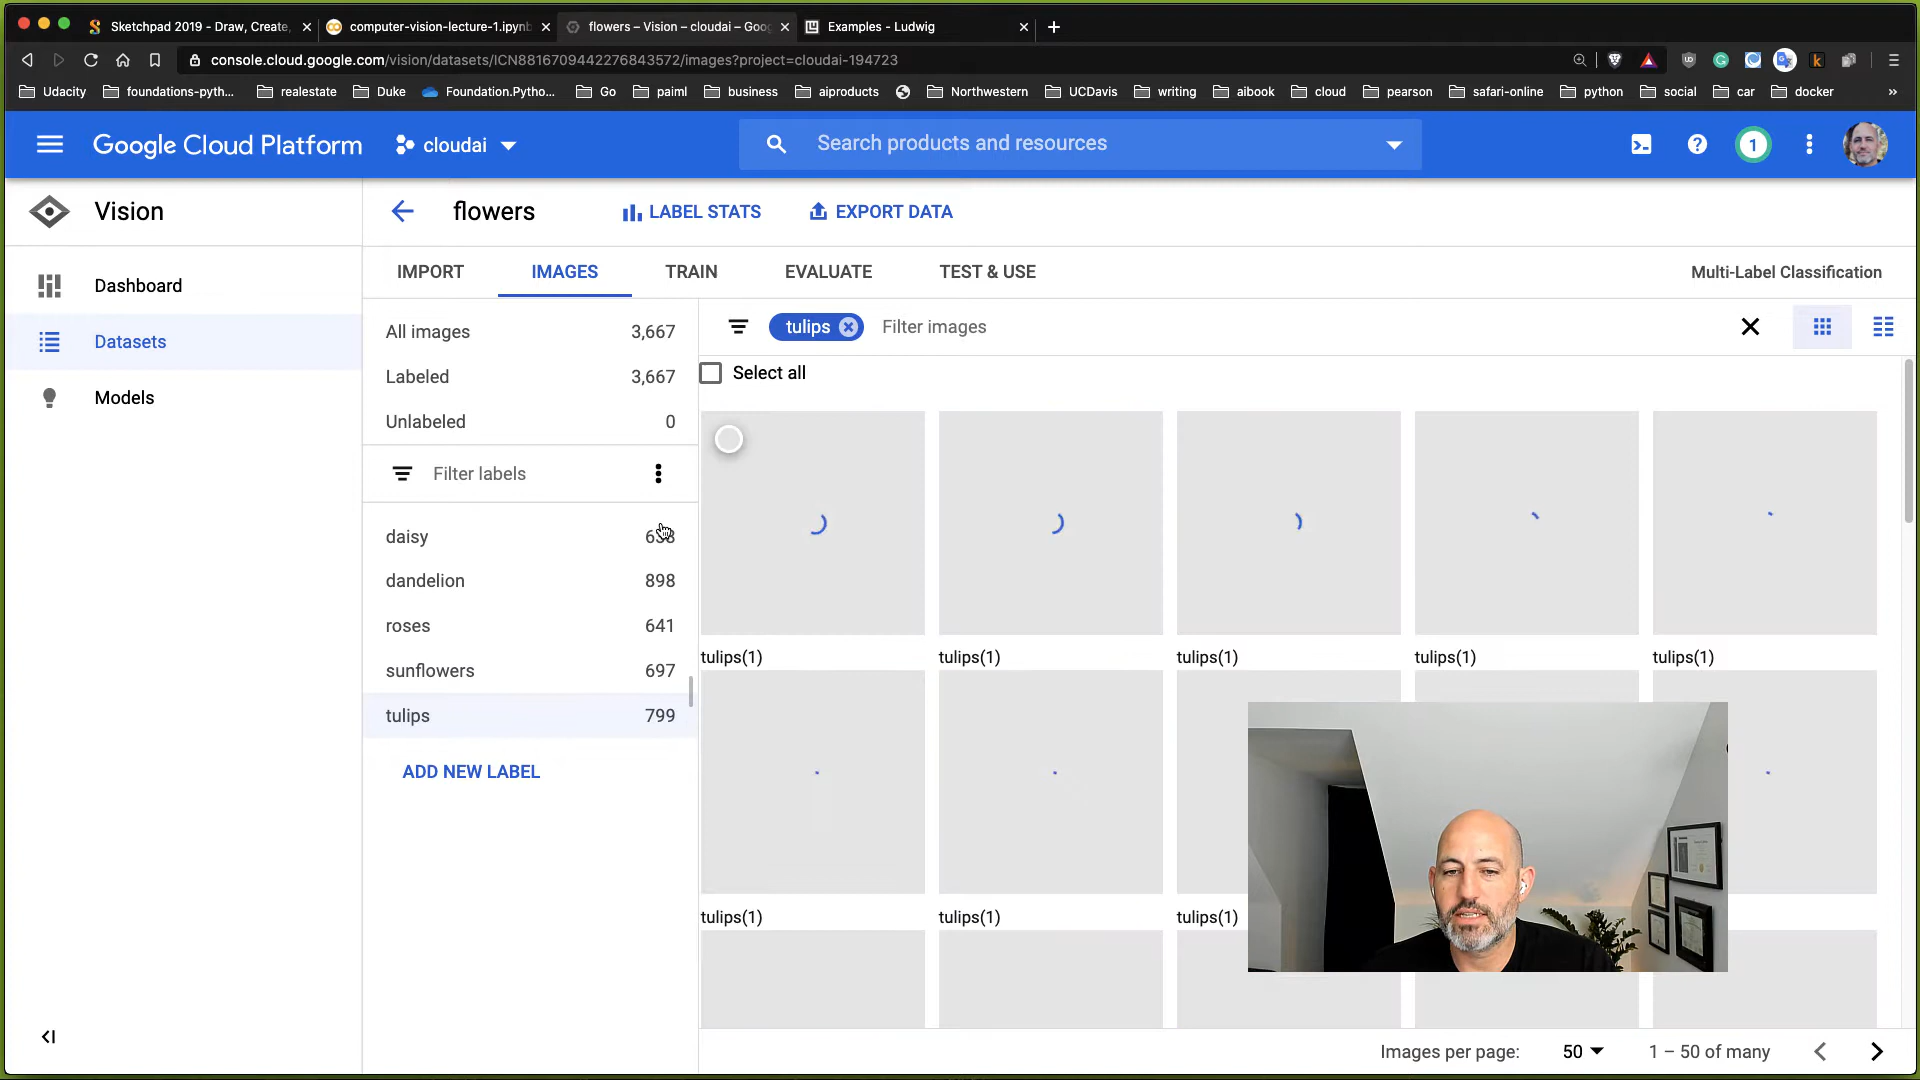 Sketchpad 2019 - Draw, Create,
computer-vision-lecture-1.ipynb
flowers – Vision – cloudai – Goog
Examples - Ludwig
console.cloud.google.com/vision/datasets/ICN8816709442276843572/images?project=cloudai-194723
Udacity
foundations-pyth...
realestate
Duke
Foundation.Pytho...
Go
paiml
business
aiproducts
Northwestern
UCDavis
writing
aibook
cloud
pearson
safari-online
python
social
car
docker
»
Google Cloud Platform
cloudai
Search products and resources
1
Vision
flowers
LABEL STATS
EXPORT DATA
Dashboard
Datasets
Models
IMPORT
IMAGES
TRAIN
EVALUATE
TEST & USE
Multi-Label Classification
All images 3,667
Labeled 3,667
Unlabeled 0
Filter labels
daisy
dandelion 898
roses 641
sunflowers 697
tulips 799
ADD NEW LABEL
tulips
Filter images
Select all
tulips(1) tulips(1) tulips(1) tulips(1) tulips(1)
tulips(1) tulips(1) tulips(1)
Images per page: 50 1 – 50 of many